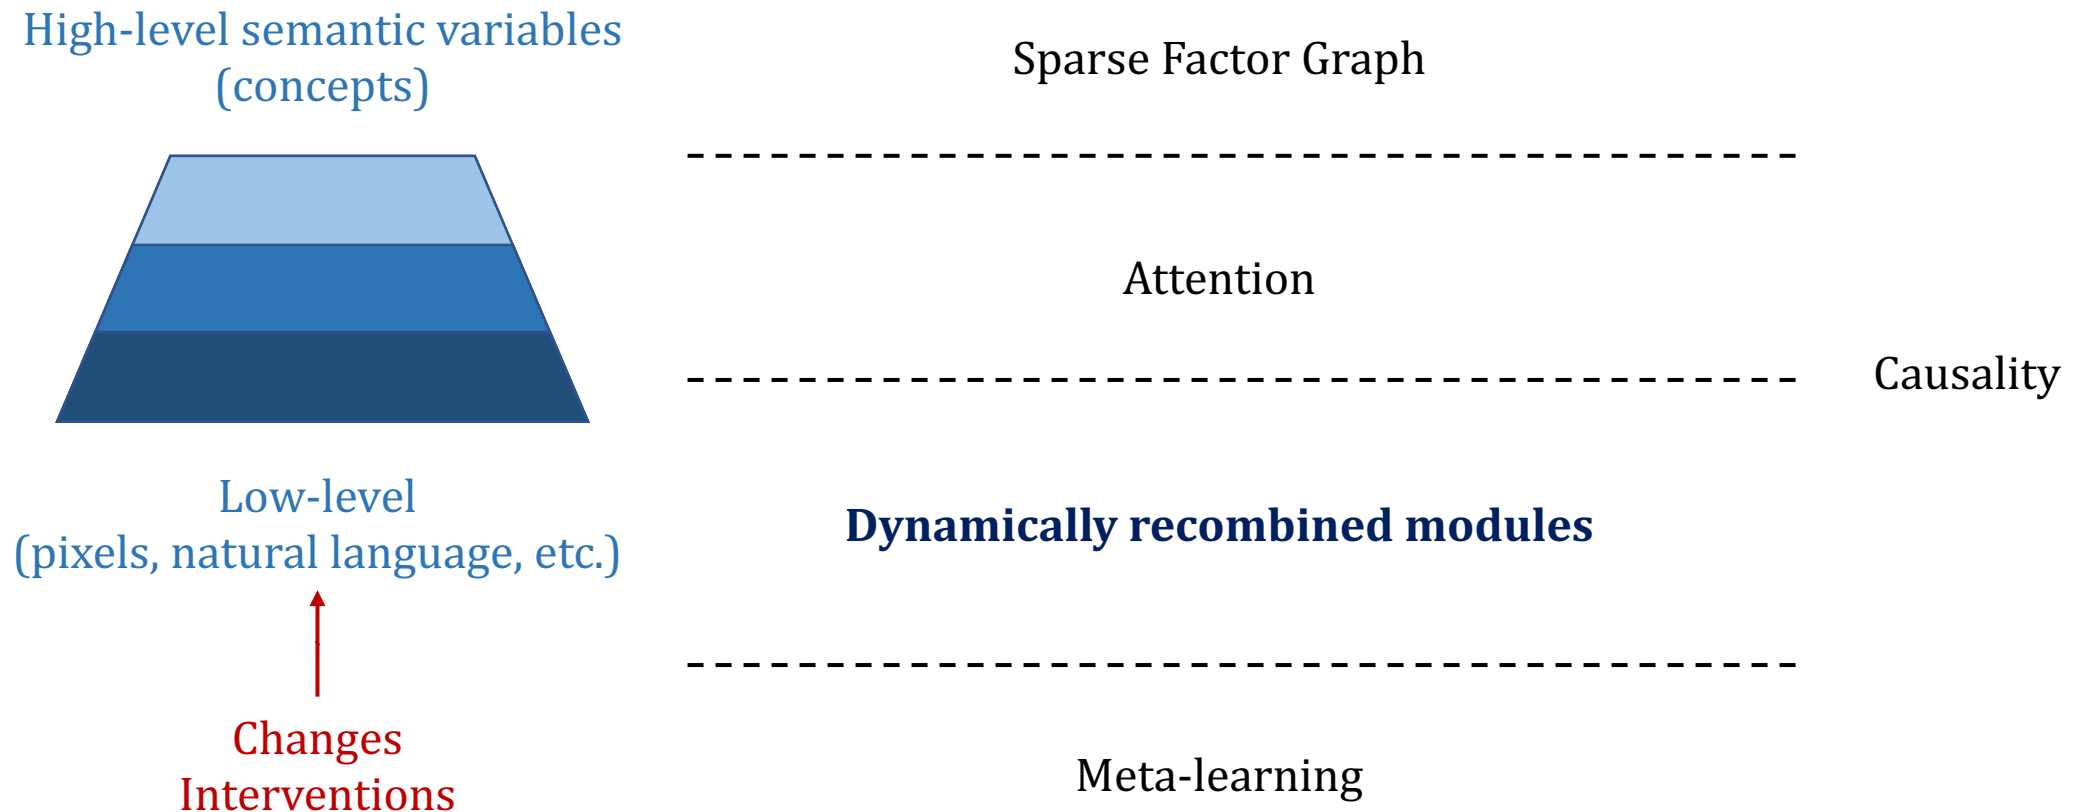 High-level semantic variables
(concepts)
Sparse Factor Graph
Attention
Causality
Low-level
(pixels, natural language, etc.)
Dynamically recombined modules
Changes
Interventions
Meta-learning